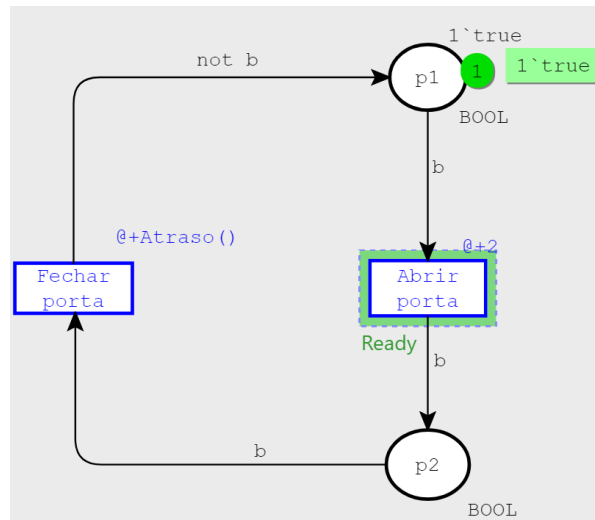 1`true
not b
p1
1
1`true
BOOL
b
@+Atraso()
@+2
Fechar
porta
Abrir
porta
Ready
b
b
p2
BOOL